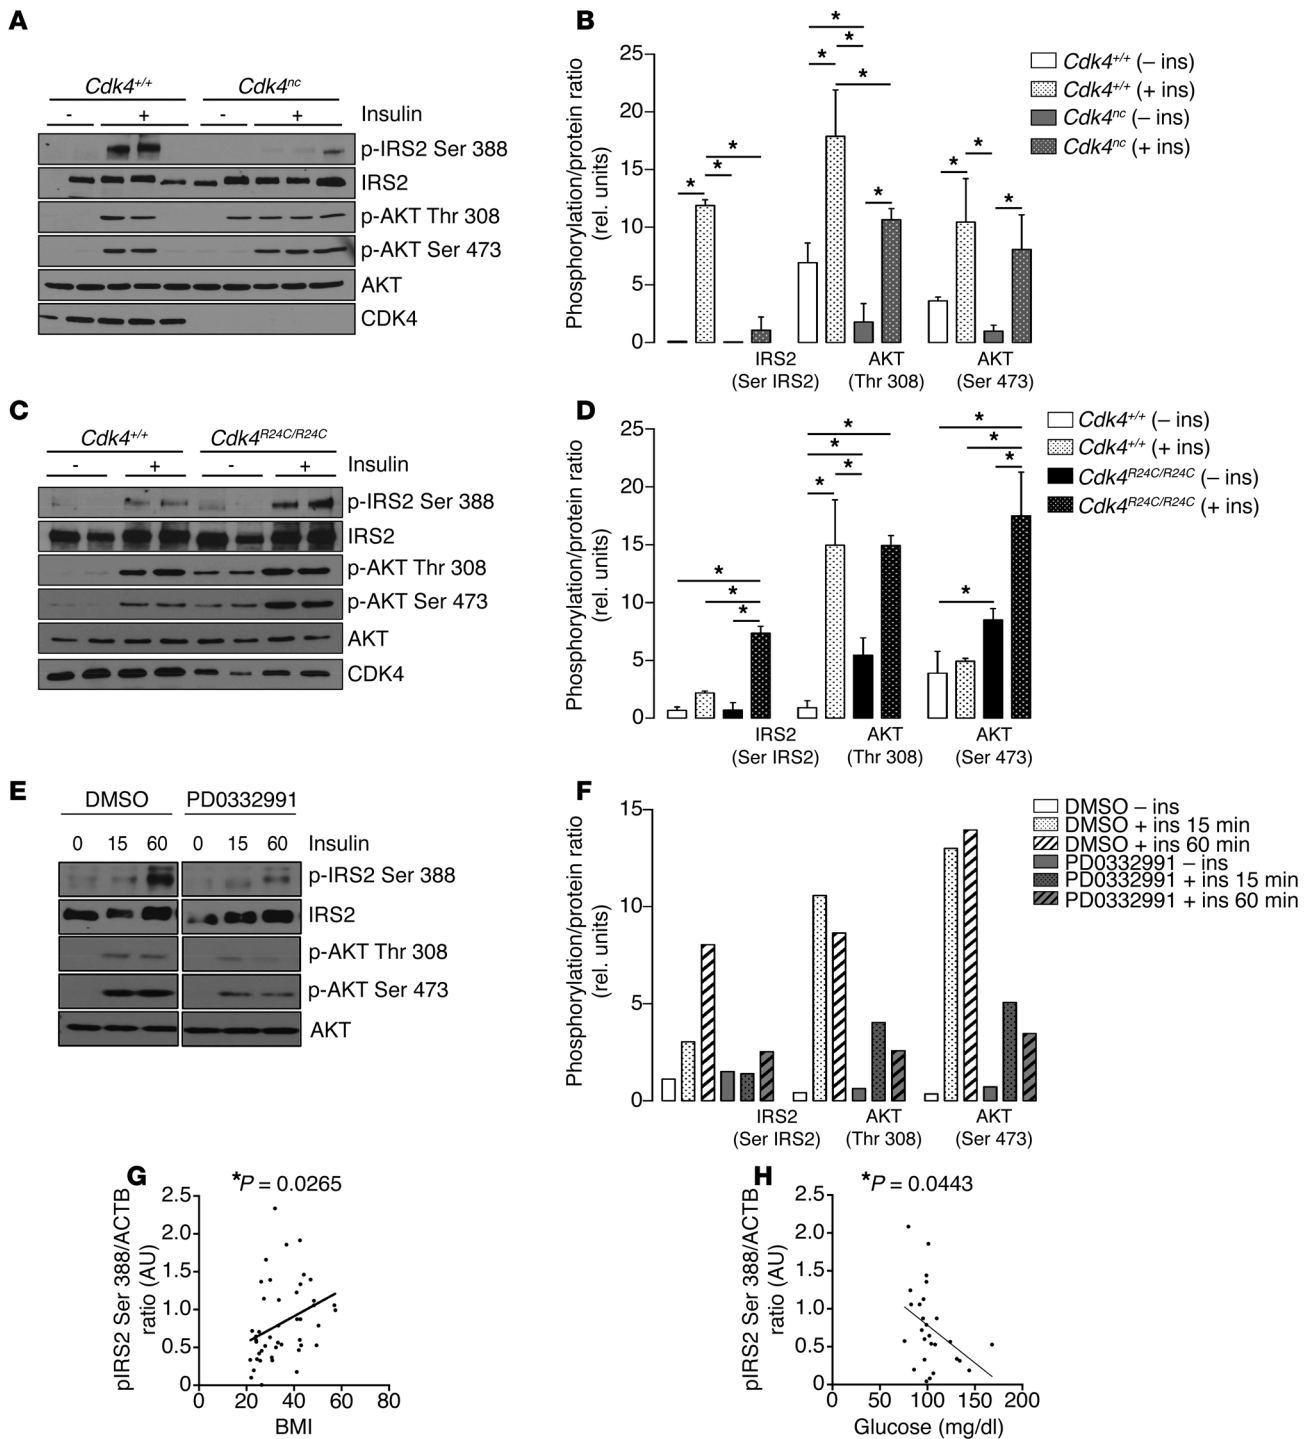 A
Cdk4+/+ Cdk4nc
- + - + Insulin
p-IRS2 Ser 388
IRS2
p-AKT Thr 308
p-AKT Ser 473
AKT
CDK4
B
Phosphorylation/protein ratio
(rel. units)
25
20
15
10
5
0
* * * * * * * * * * *
IRS2
(Ser IRS2)
AKT
(Thr 308)
AKT
(Ser 473)
Cdk4+/+ (– ins)
Cdk4+/+ (+ ins)
Cdk4nc (– ins)
Cdk4nc (+ ins)
C
Cdk4+/+ Cdk4R24C/R24C
- + - + Insulin
p-IRS2 Ser 388
IRS2
p-AKT Thr 308
p-AKT Ser 473
AKT
CDK4
D
Phosphorylation/protein ratio
(rel. units)
25
20
15
10
5
0
* * * * * * * * * * *
IRS2
(Ser IRS2)
AKT
(Thr 308)
AKT
(Ser 473)
Cdk4+/+ (– ins)
Cdk4+/+ (+ ins)
Cdk4R24C/R24C (– ins)
Cdk4R24C/R24C (+ ins)
E
DMSO PD0332991
0 15 60 0 15 60 Insulin
p-IRS2 Ser 388
IRS2
p-AKT Thr 308
p-AKT Ser 473
AKT
F
Phosphorylation/protein ratio
(rel. units)
15
10
5
0
IRS2
(Ser IRS2)
AKT
(Thr 308)
AKT
(Ser 473)
DMSO – ins
DMSO + ins 15 min
DMSO + ins 60 min
PD0332991 – ins
PD0332991 + ins 15 min
PD0332991 + ins 60 min
G
*P = 0.0265
pIRS2 Ser 388/ACTB
ratio (AU)
2.5
2.0
1.5
1.0
0.5
0
0 20 40 60 80
BMI
H
*P = 0.0443
pIRS2 Ser 388/ACTB
ratio (AU)
2.5
2.0
1.5
1.0
0.5
0
0 50 100 150 200
Glucose (mg/dl)